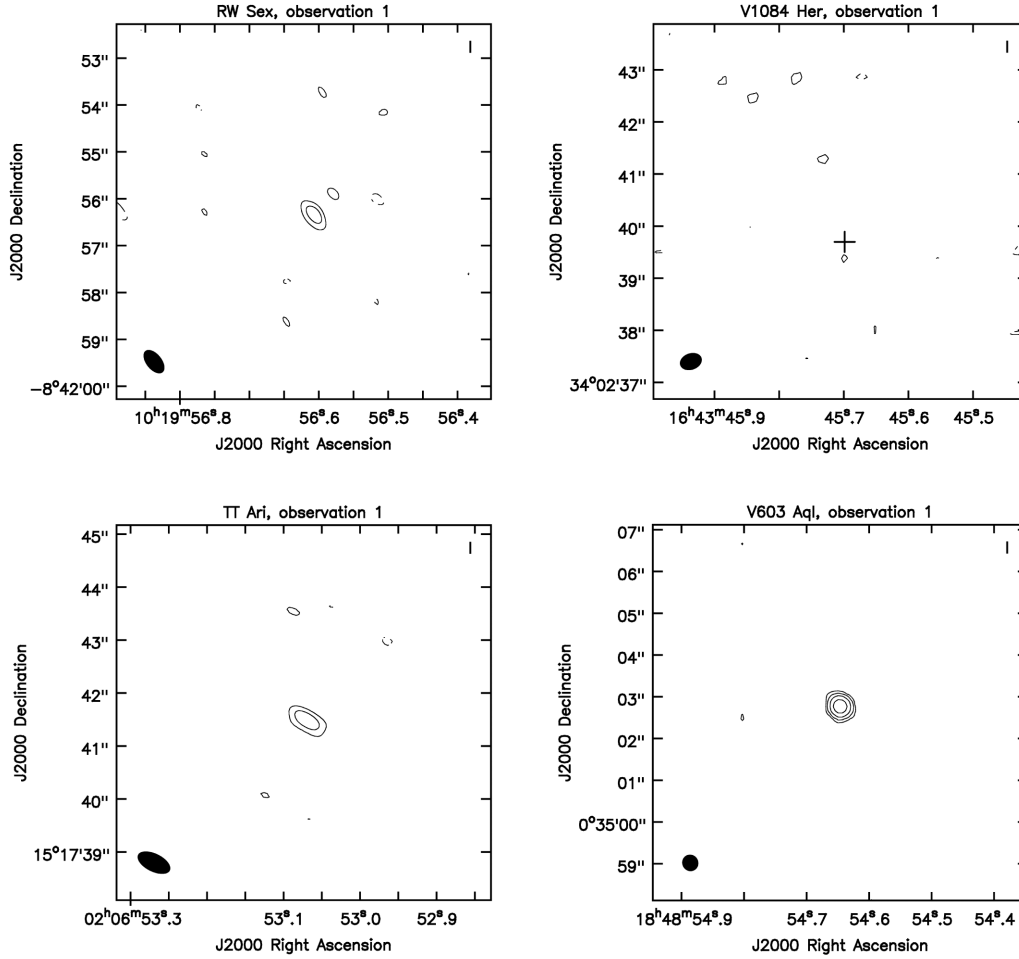 RW Sex, observation 1
I
53"
54"
55"
56"
57"
58"
59"
−8°42'00"
J2000 Declination
10ʰ19ᵐ56ˢ.8
56ˢ.6
56ˢ.5
56ˢ.4
J2000 Right Ascension
V1084 Her, observation 1
I
43"
42"
41"
40"
39"
38"
34°02'37"
J2000 Declination
16ʰ43ᵐ45ˢ.9
45ˢ.7
45ˢ.6
45ˢ.5
J2000 Right Ascension
TT Ari, observation 1
I
45"
44"
43"
42"
41"
40"
15°17'39"
J2000 Declination
02ʰ06ᵐ53ˢ.3
53ˢ.1
53ˢ.0
52ˢ.9
J2000 Right Ascension
V603 Aql, observation 1
I
07"
06"
05"
04"
03"
02"
01"
0°35'00"
59"
J2000 Declination
18ʰ48ᵐ54ˢ.9
54ˢ.7
54ˢ.6
54ˢ.5
54ˢ.4
J2000 Right Ascension